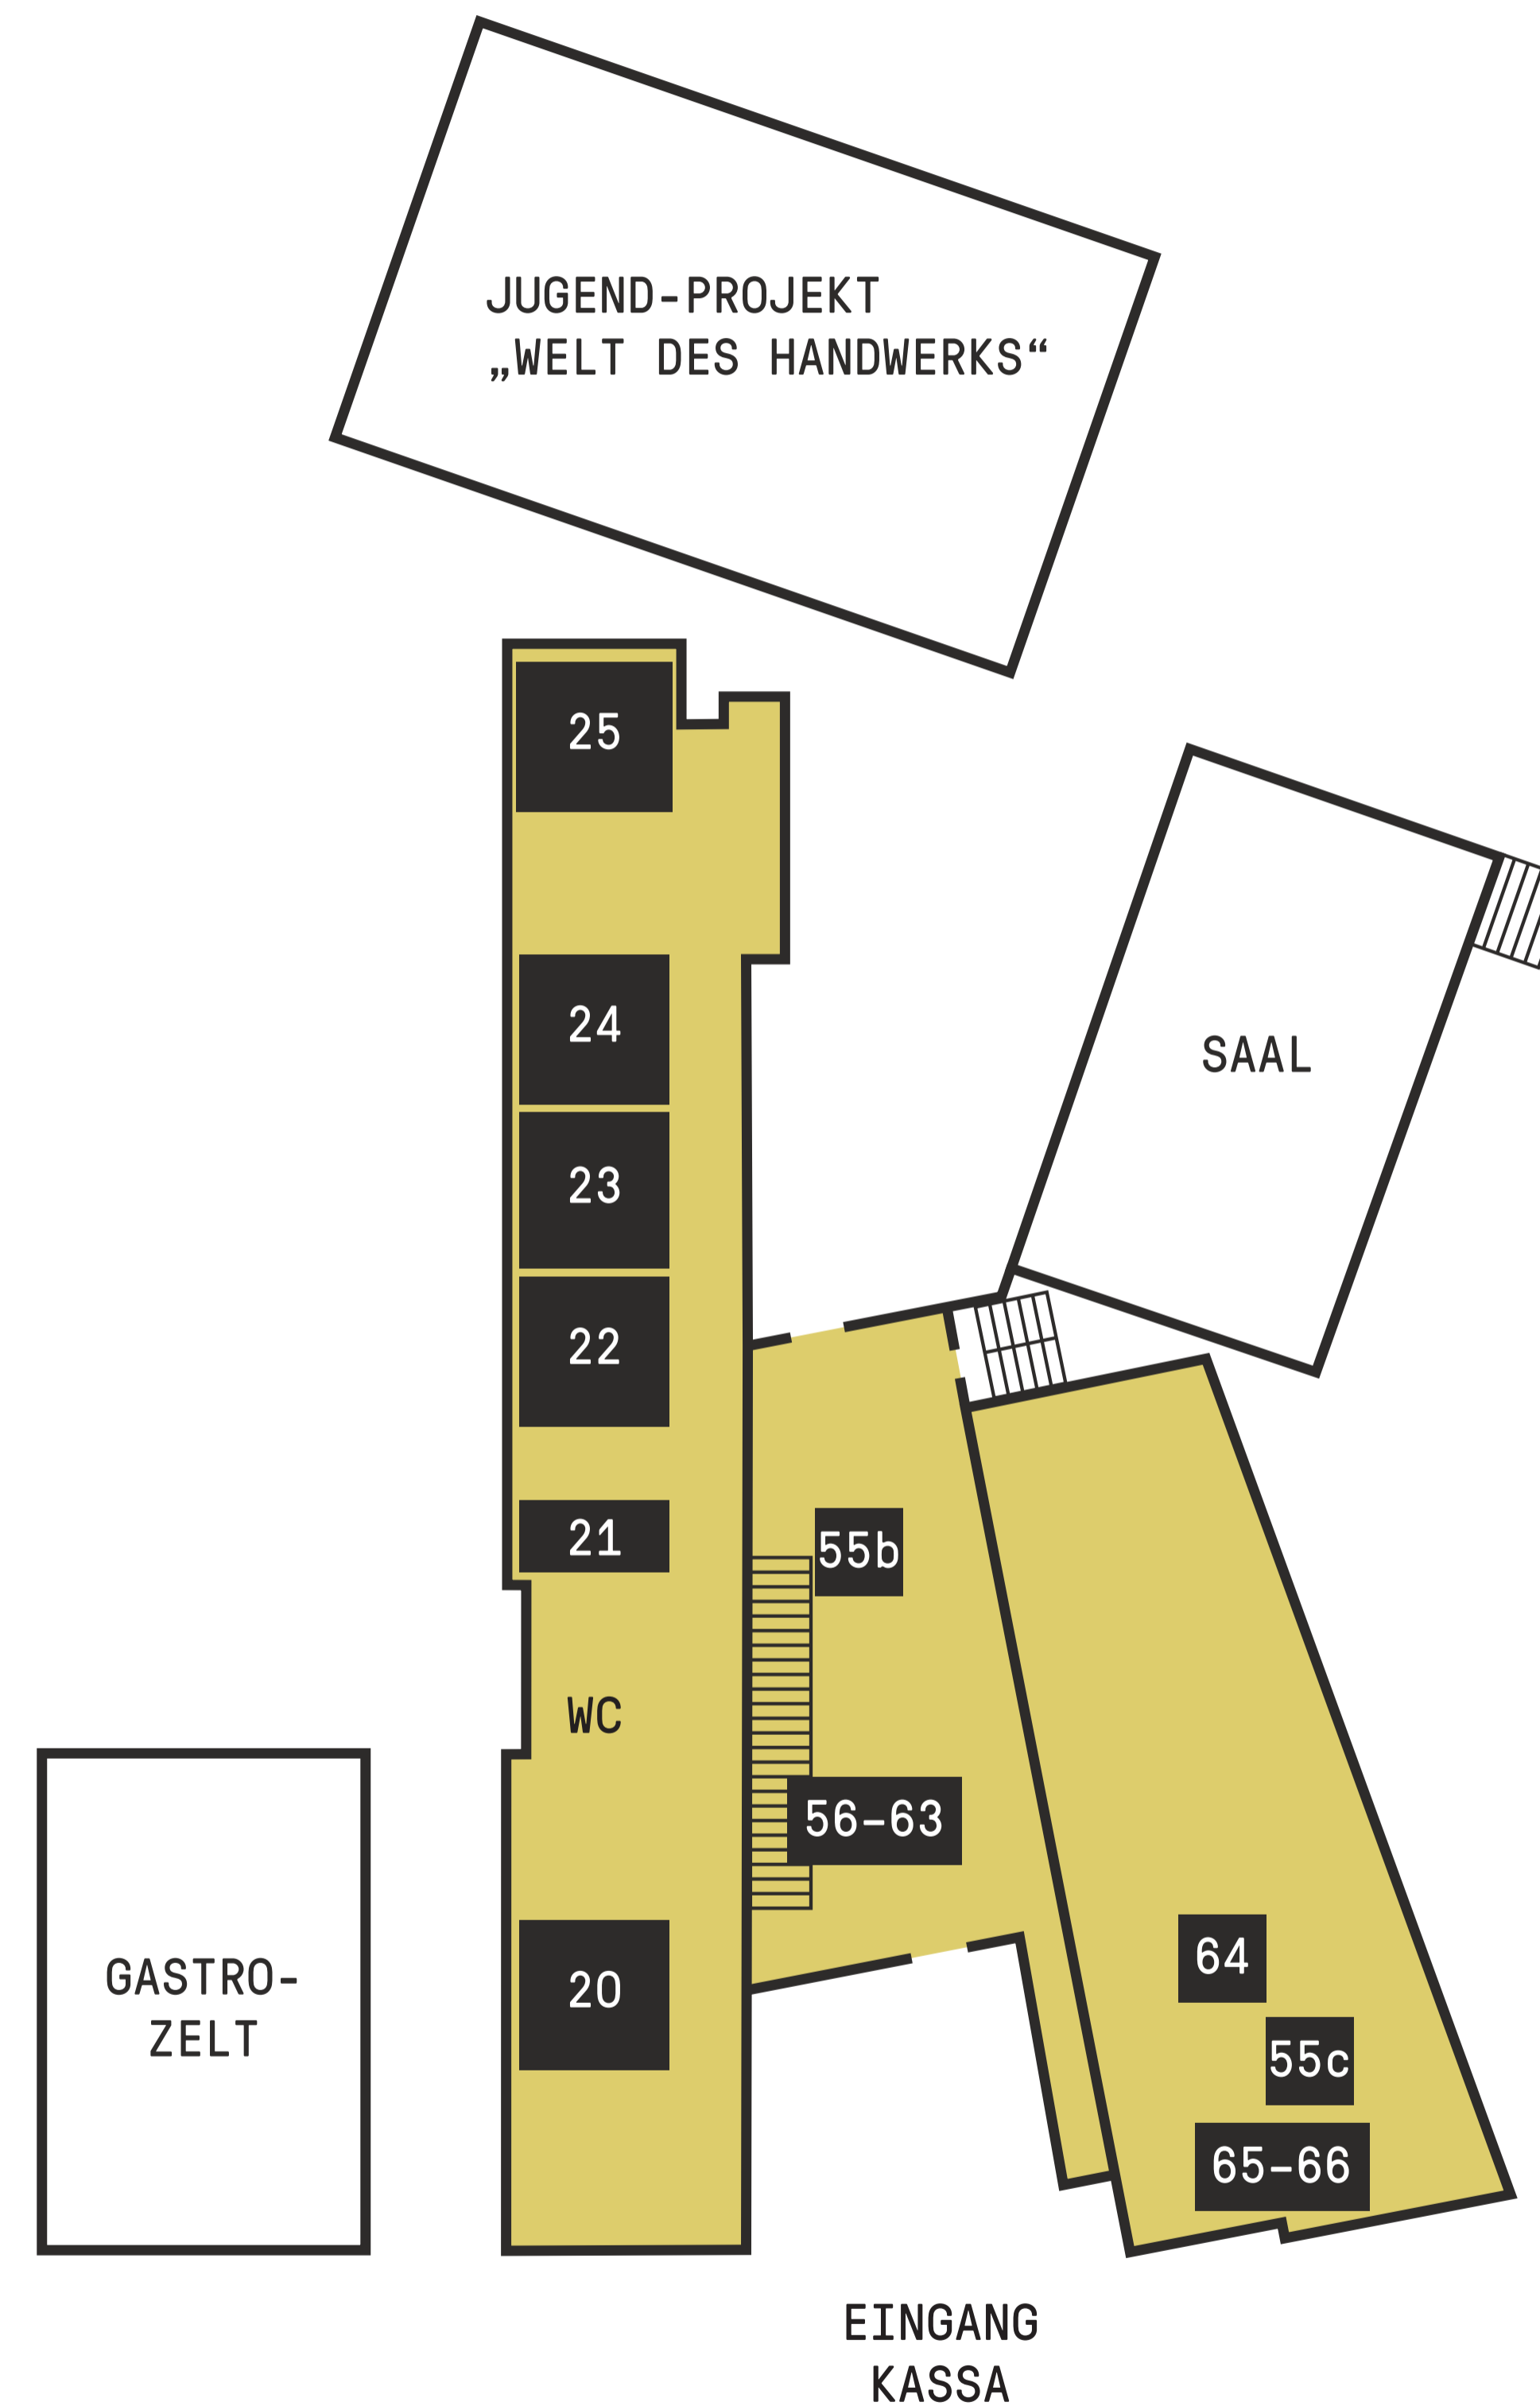 JUGEND-PROJEKT
„WELT DES HANDWERKS“
25
24
SAAL
23
22
21
55b
WC
56-63
GASTRO-
ZELT
20
64
55c
65-66
EINGANG
KASSA